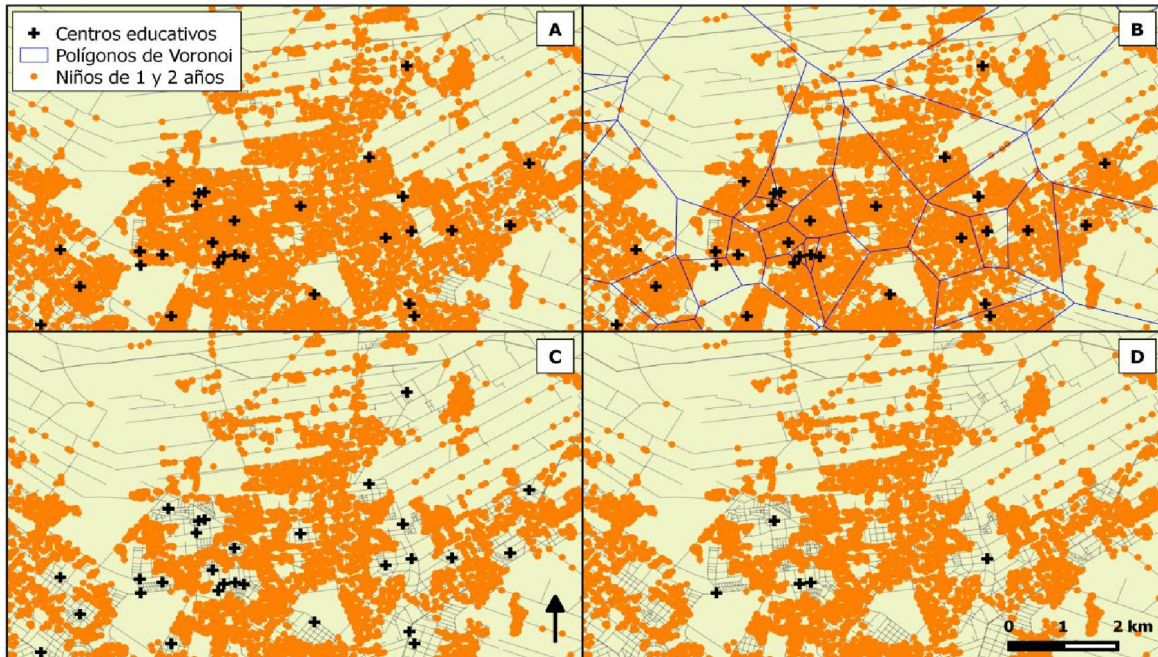 Centros educativos
Polígonos de Voronoi
Niños de 1 y 2 años
A
B
C
D
0 1 2 km